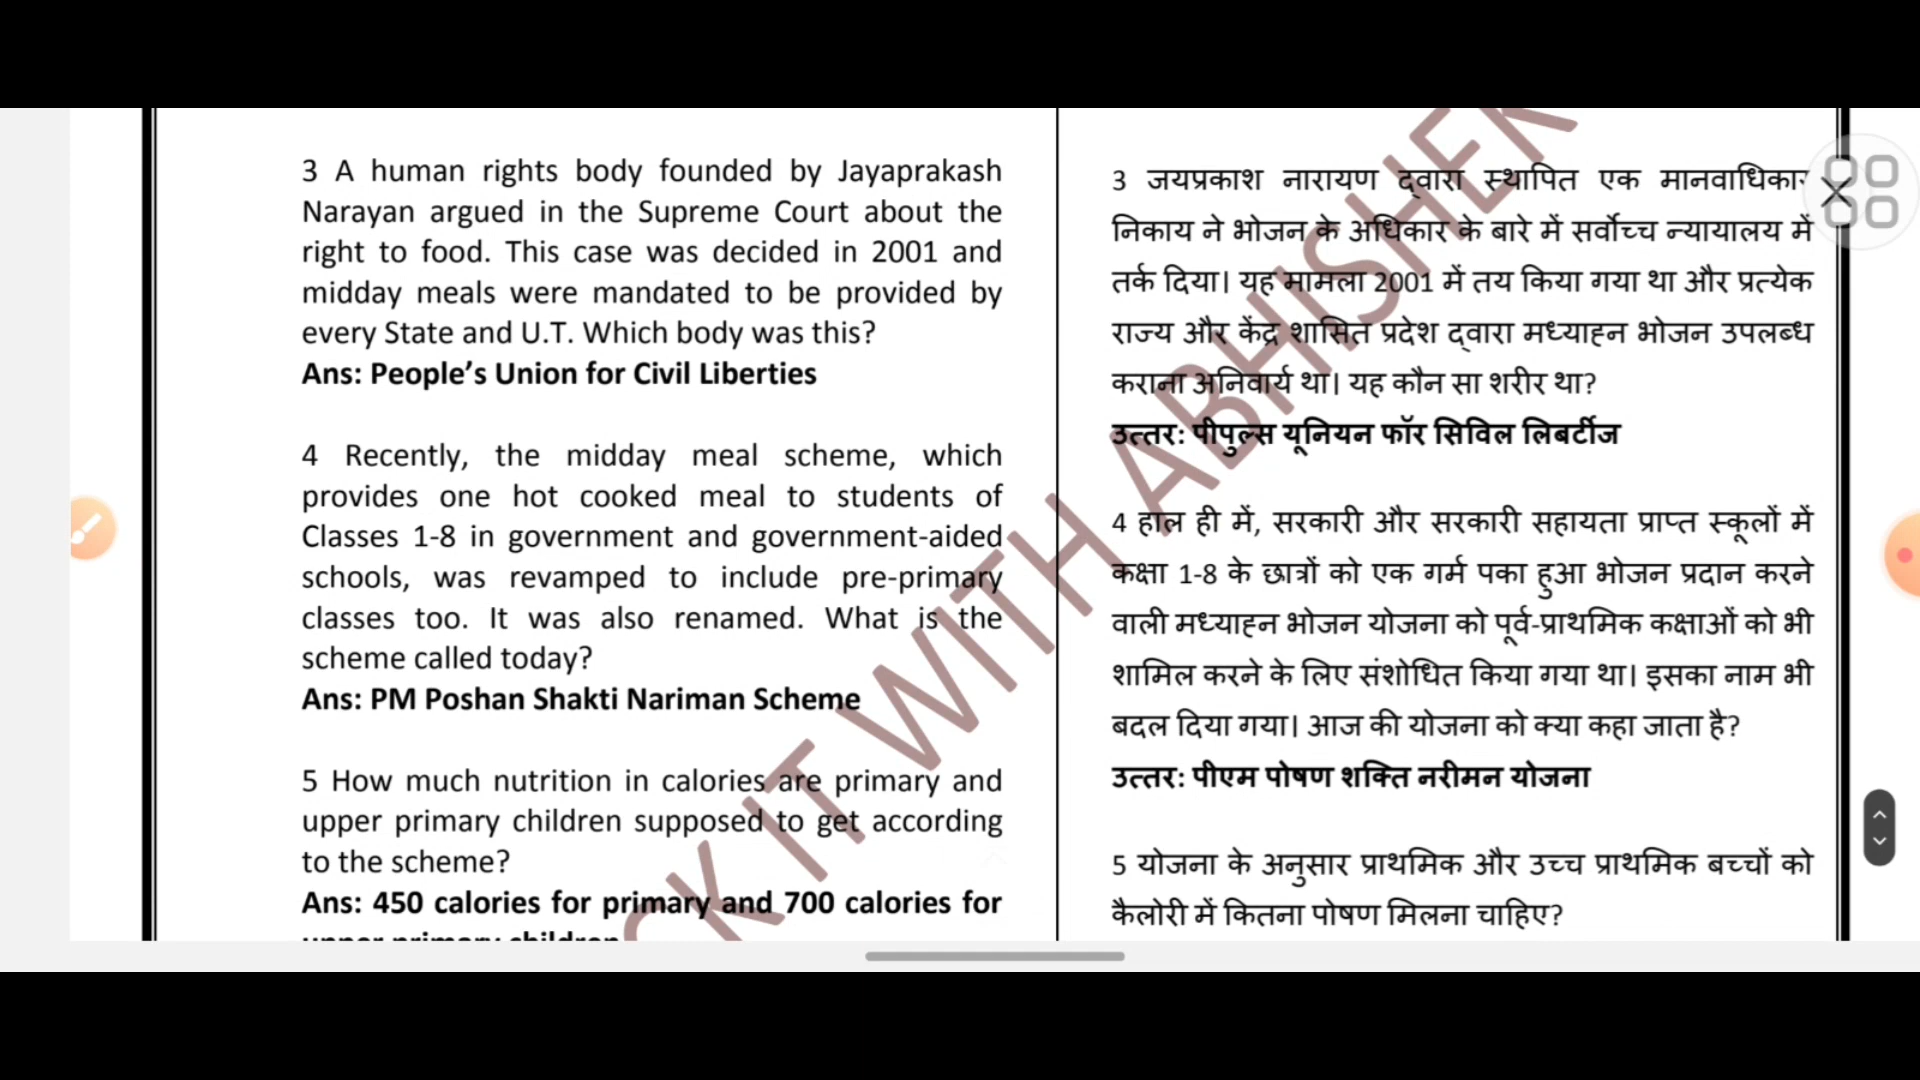 3 A human rights body founded by Jayaprakash
Narayan argued in the Supreme Court about the
right to food. This case was decided in 2001 and
midday meals were mandated to be provided by
every State and U.T. Which body was this?
Ans: People’s Union for Civil Liberties
4 Recently, the midday meal scheme, which
provides one hot cooked meal to students of
Classes 1-8 in government and government-aided
schools, was revamped to include pre-primary
classes too. It was also renamed. What is the
scheme called today?
Ans: PM Poshan Shakti Nariman Scheme
5 How much nutrition in calories are primary and
upper primary children supposed to get according
to the scheme?
Ans: 450 calories for primary and 700 calories for
upper primary children
3 जयप्रकाश नारायण द्वारा स्थापित एक मानवाधिकार
निकाय ने भोजन के अधिकार के बारे में सर्वोच्च न्यायालय में
तर्क दिया। यह मामला 2001 में तय किया गया था और प्रत्येक
राज्य और केंद्र शासित प्रदेश द्वारा मध्याह्न भोजन उपलब्ध
कराना अनिवार्य था। यह कौन सा शरीर था?
उत्तर: पीपुल्स यूनियन फॉर सिविल लिबर्टीज
4 हाल ही में, सरकारी और सरकारी सहायता प्राप्त स्कूलों में
कक्षा 1-8 के छात्रों को एक गर्म पका हुआ भोजन प्रदान करने
वाली मध्याह्न भोजन योजना को पूर्व-प्राथमिक कक्षाओं को भी
शामिल करने के लिए संशोधित किया गया था। इसका नाम भी
बदल दिया गया। आज की योजना को क्या कहा जाता है?
उत्तर: पीएम पोषण शक्ति नरीमन योजना
5 योजना के अनुसार प्राथमिक और उच्च प्राथमिक बच्चों को
कैलोरी में कितना पोषण मिलना चाहिए?
CK IT WITH ABHISHEK